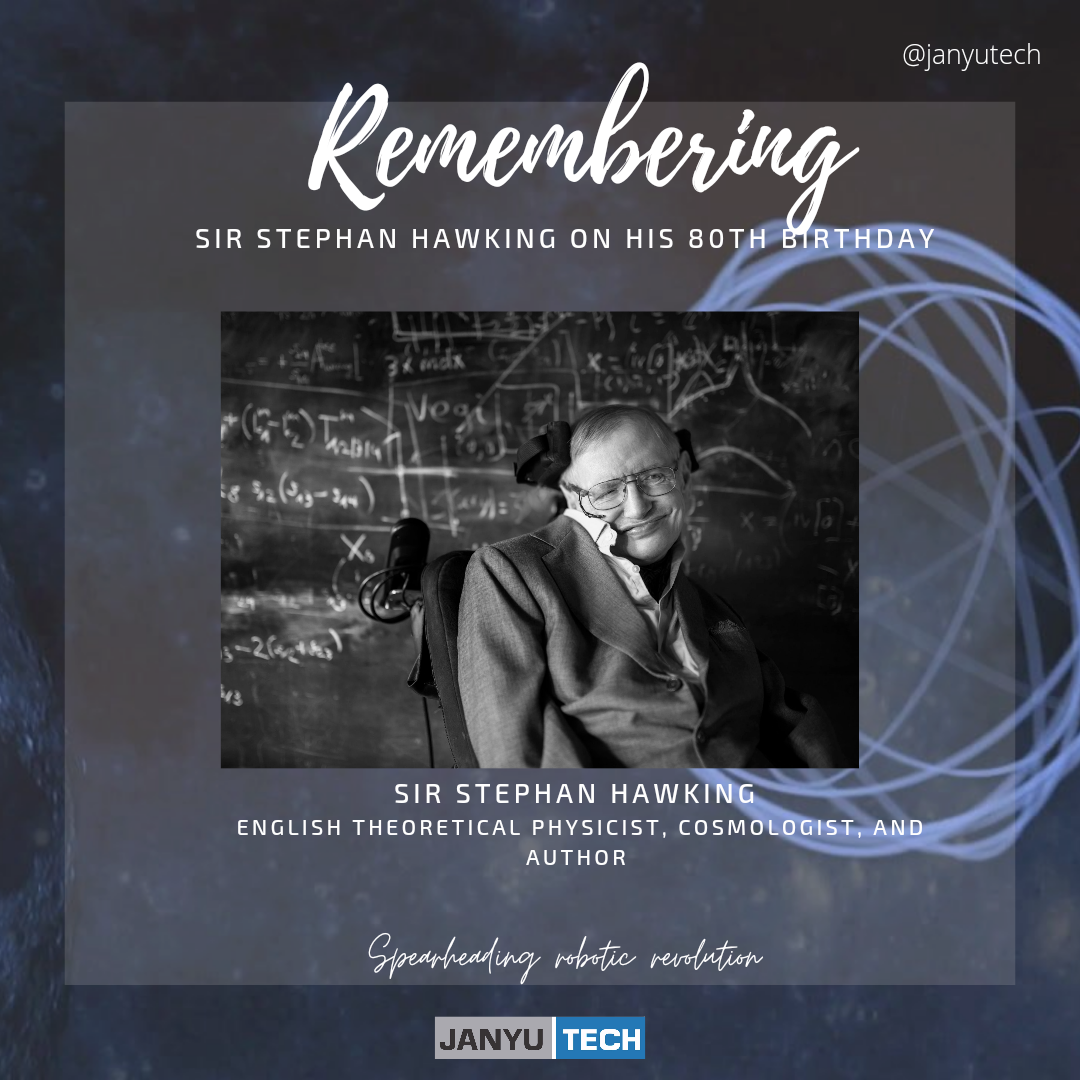 @janyutech
Remembering
SIR STEPHAN HAWKING ON HIS 80TH BIRTHDAY
Vegi
SIR STEPHAN HAWKING
ENGLISH THEORETICAL PHYSICIST, COSMOLOGIST, AND
AUTHOR
Spearheading robotic revolution
JANYU TECH